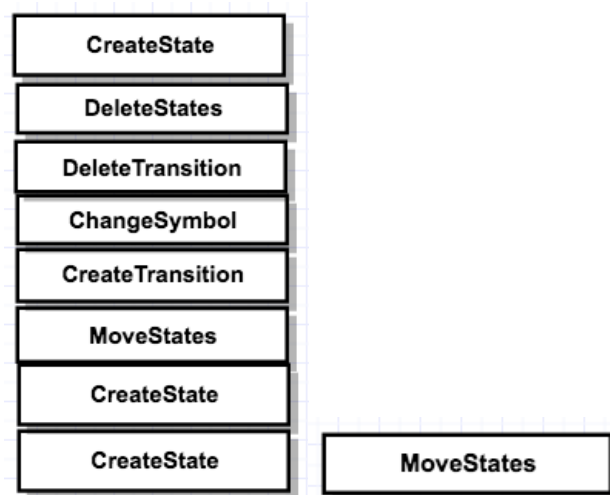 CreateState
DeleteStates
DeleteTransition
ChangeSymbol
CreateTransition
MoveStates
CreateState
CreateState
MoveStates